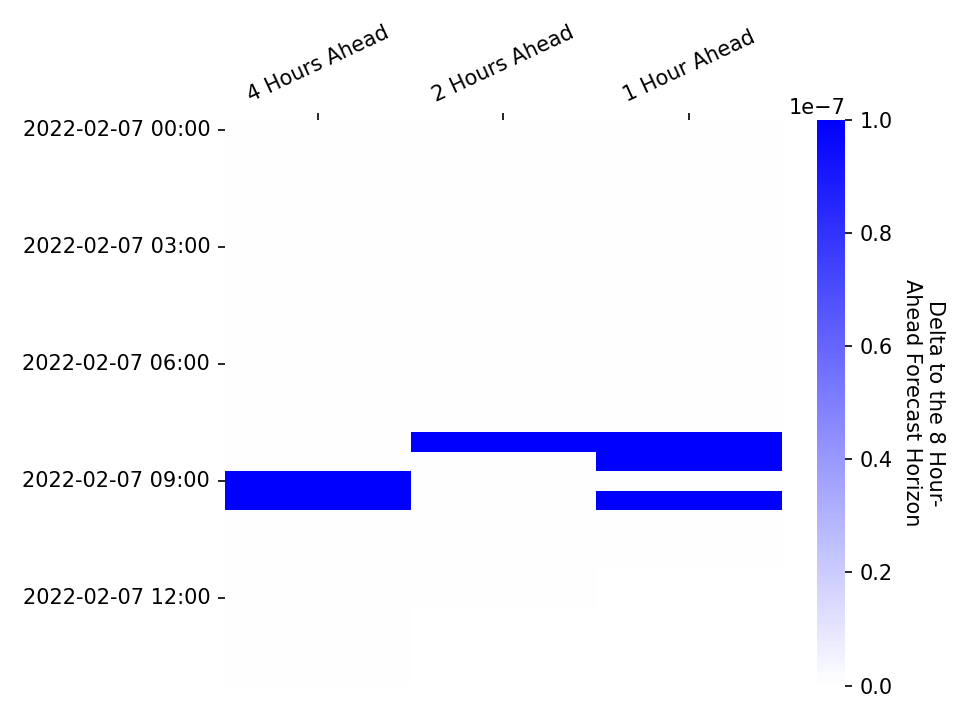 4 Hours Ahead
2 Hours Ahead
1 Hour Ahead
1e−7
2022-02-07 00:00
2022-02-07 03:00
2022-02-07 06:00
2022-02-07 09:00
2022-02-07 12:00
1.0
0.8
0.6
0.4
0.2
0.0
Delta to the 8 Hour-
Ahead Forecast Horizon